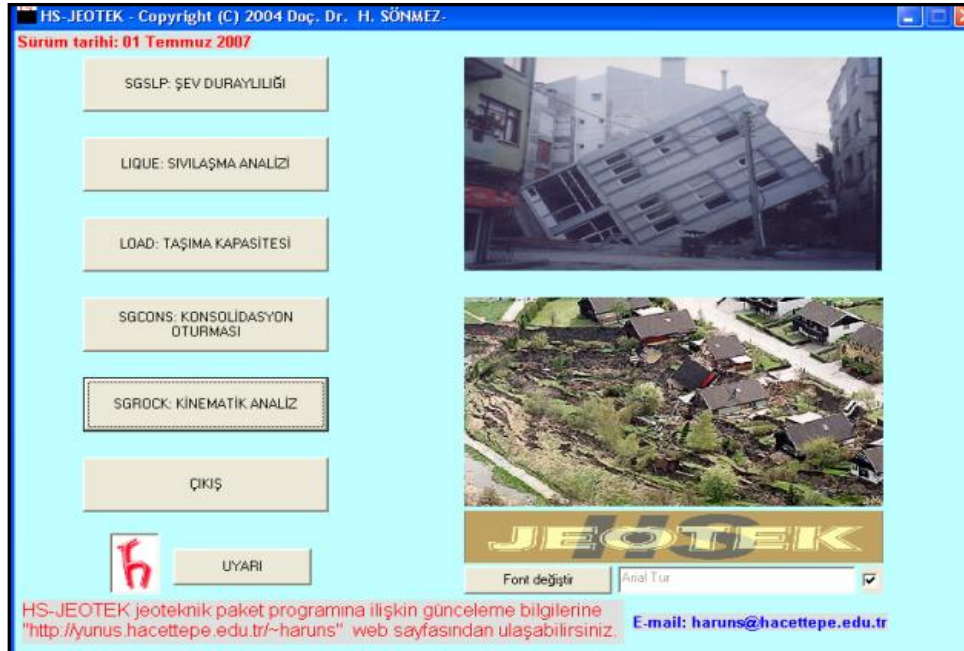 HS-JEOTEK - Copyright (C) 2004 Doç. Dr. H. SÖNMEZ-
Sürüm tarihi: 01 Temmuz 2007
SGSLP: ŞEV DURAYLILIĞI
LIQUE: SIVILAŞMA ANALİZİ
LOAD: TAŞIMA KAPASİTESİ
SGCONS: KONSOLİDASYON
OTURMASI
SGROCK: KİNEMATİK ANALİZ
ÇIKIŞ
UYARI
JEOTEK
HS
Font değiştir
Arial Tur
HS-JEOTEK jeoteknik paket programına ilişkin günceleme bilgilerine
"http://yunus.hacettepe.edu.tr/~haruns" web sayfasından ulaşabilirsiniz.
E-mail: haruns@hacettepe.edu.tr